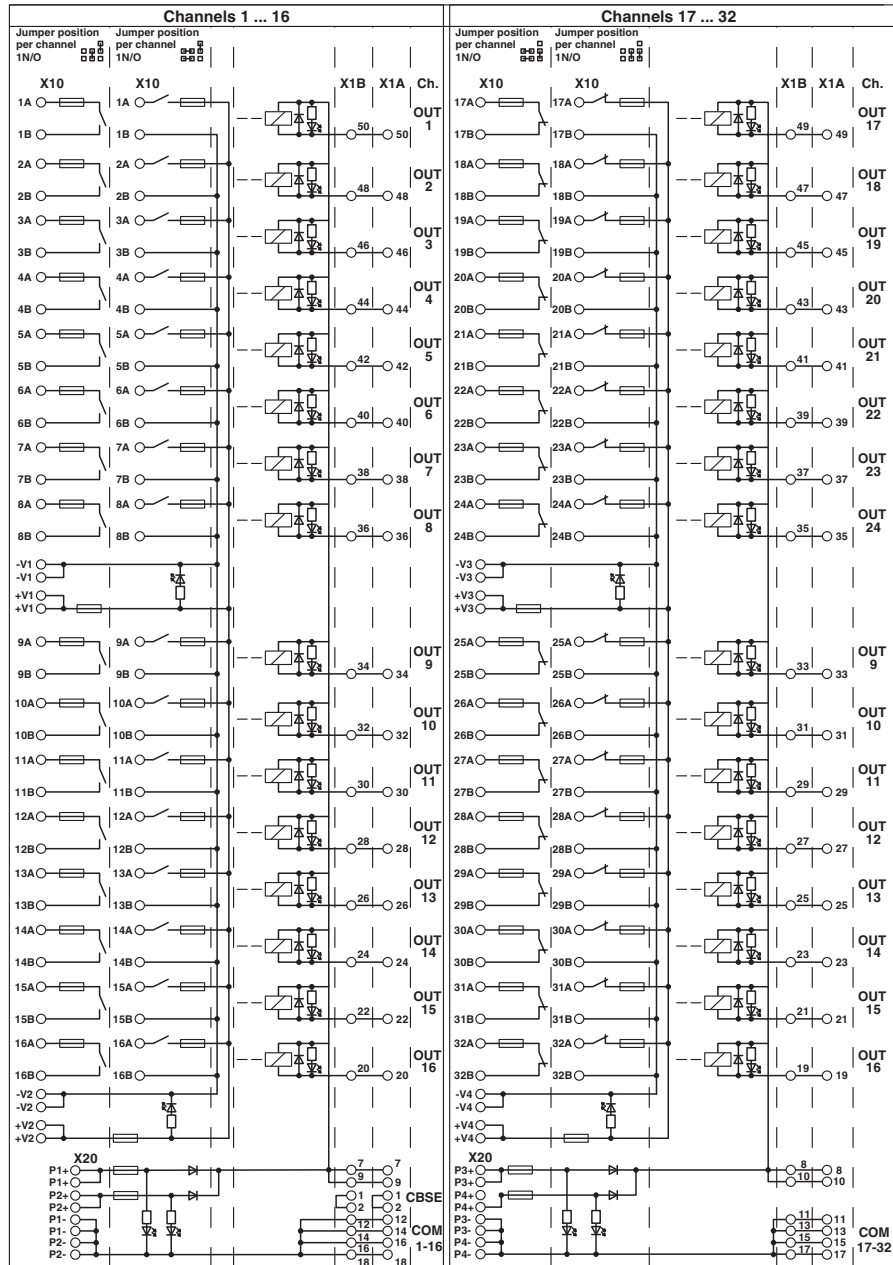 Channels 1 ... 16
Jumper position per channel 1N/O
Jumper position per channel 1N/O
X10 X10 X1B X1A Ch.
1A 1A OUT 1
1B 1B 50 50
2A 2A OUT 2
2B 2B 48 48
3A 3A OUT 3
3B 3B 46 46
4A 4A OUT 4
4B 4B 44 44
5A 5A OUT 5
5B 5B 42 42
6A 6A OUT 6
6B 6B 40 40
7A 7A OUT 7
7B 7B 38 38
8A 8A OUT 8
8B 8B 36 36
-V1
-V1
+V1
+V1
9A 9A OUT 9
9B 9B 34 34
10A 10A OUT 10
10B 10B 32 32
11A 11A OUT 11
11B 11B 30 30
12A 12A OUT 12
12B 12B 28 28
13A 13A OUT 13
13B 13B 26 26
14A 14A OUT 14
14B 14B 24 24
15A 15A OUT 15
15B 15B 22 22
16A 16A OUT 16
16B 16B 20 20
-V2
-V2
+V2
+V2
X20
P1+ 7 7
P1+ 9 9
P2+ 1 1 CBSE
P2+ 2 2
P1- 12 12
P1- 14 14 COM
P2- 16 16 1-16
P2- 18 18
Channels 17 ... 32
Jumper position per channel 1N/O
Jumper position per channel 1N/O
X10 X10 X1B X1A Ch.
17A 17A OUT 17
17B 17B 49 49
18A 18A OUT 18
18B 18B 47 47
19A 19A OUT 19
19B 19B 45 45
20A 20A OUT 20
20B 20B 43 43
21A 21A OUT 21
21B 21B 41 41
22A 22A OUT 22
22B 22B 39 39
23A 23A OUT 23
23B 23B 37 37
24A 24A OUT 24
24B 24B 35 35
-V3
-V3
+V3
+V3
25A 25A OUT 9
25B 25B 33 33
26A 26A OUT 10
26B 26B 31 31
27A 27A OUT 11
27B 27B 29 29
28A 28A OUT 12
28B 28B 27 27
29A 29A OUT 13
29B 29B 25 25
30A 30A OUT 14
30B 30B 23 23
31A 31A OUT 15
31B 31B 21 21
32A 32A OUT 16
32B 32B 19 19
-V4
-V4
+V4
+V4
X20
P3+ 8 8
P3+ 10 10
P4+
P4+
P3- 11 11
P3- 13 13 COM
P4- 15 15 17-32
P4- 17 17